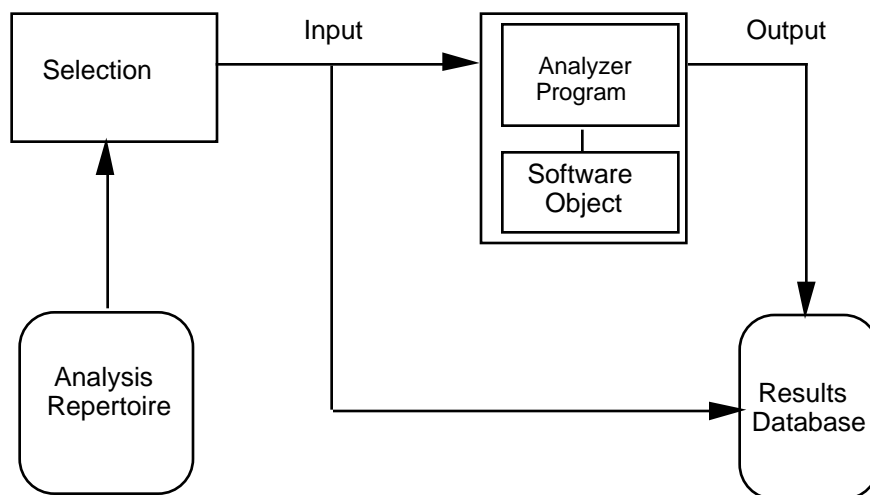 Input
Output
Selection
Analyzer
Program
Software
Object
Analysis
Repertoire
Results
Database